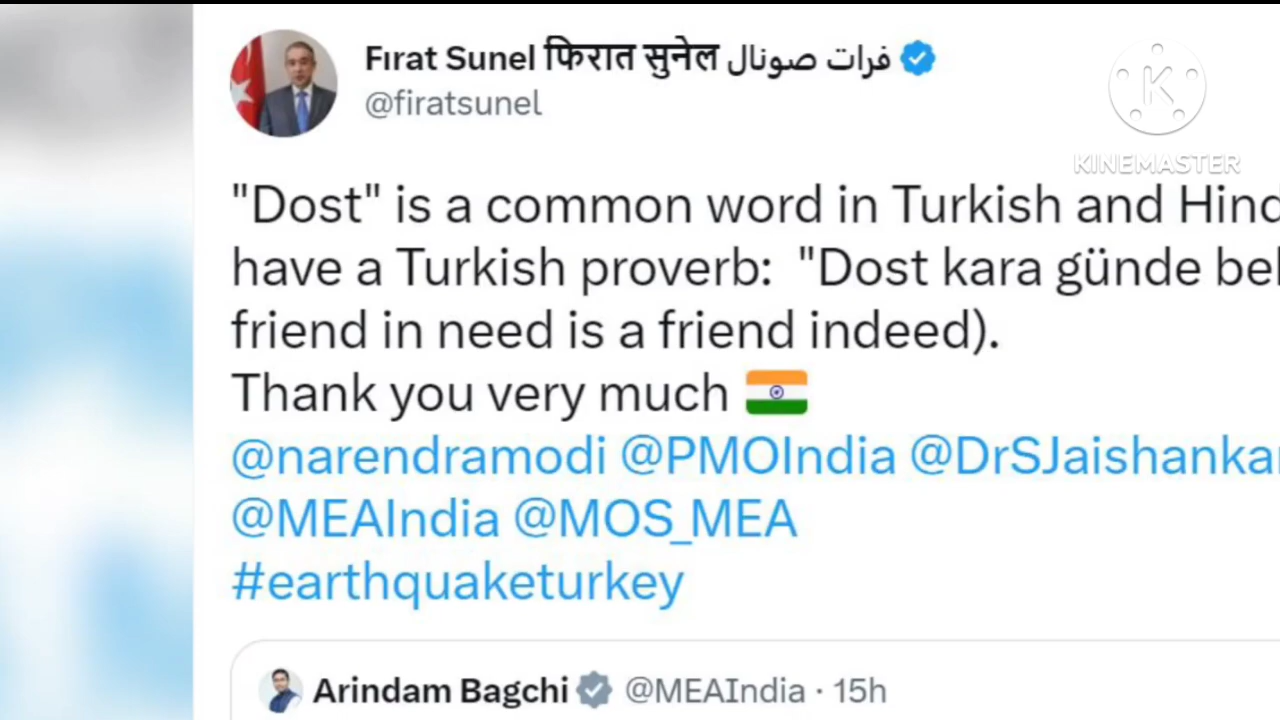 Fırat Sunel फिरात सुनेल فرات صونال
@firatsunel
KINEMASTER
"Dost" is a common word in Turkish and Hind
have a Turkish proverb: "Dost kara günde bel
friend in need is a friend indeed).
Thank you very much
@narendramodi @PMOIndia @DrSJaishankar
@MEAIndia @MOS_MEA
#earthquaketurkey
Arindam Bagchi @MEAIndia · 15h